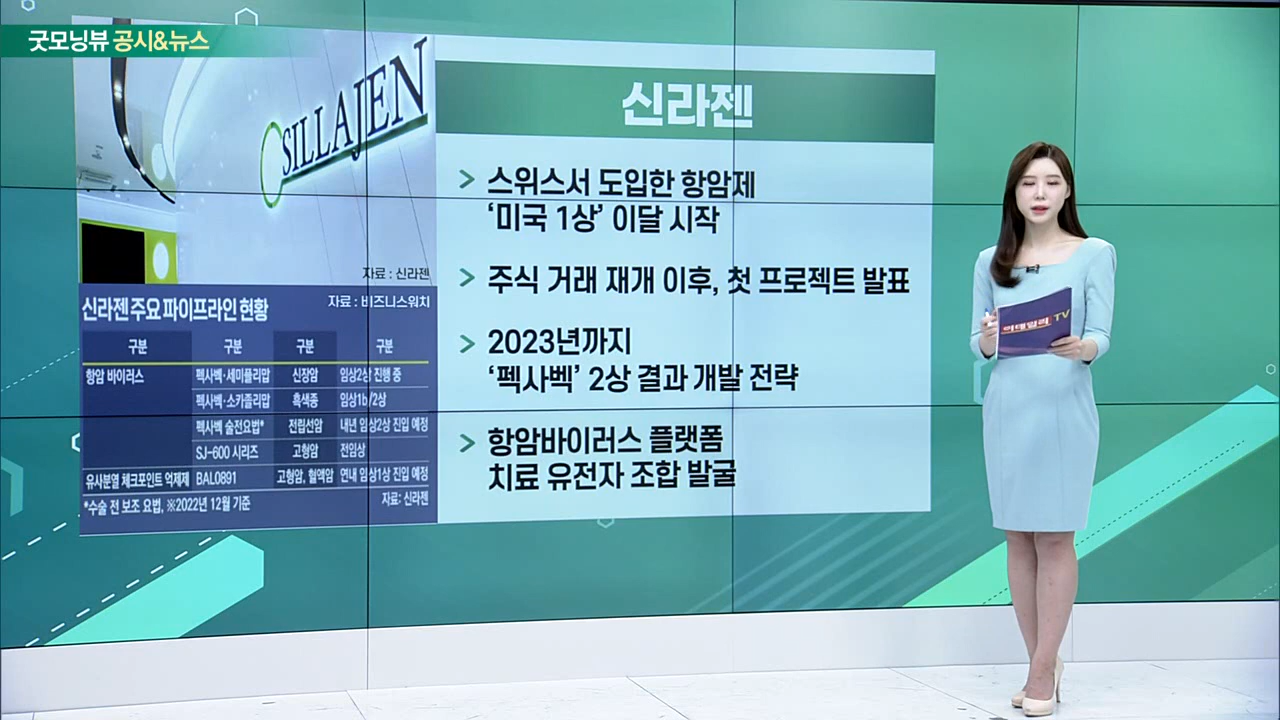 굿모닝뷰 공시&뉴스
SILLAJEN
자료 : 신라젠
신라젠 주요 파이프라인 현황
자료 : 비즈니스워치
구분 구분 구분 구분
항암 바이러스 펙사벡·세미플리맙 신장암 임상2상 진행 중
펙사벡·소카졸리맙 흑색종 임상1b/2상
펙사벡 술전요법* 전립선암 내년 임상2상 진입 예정
SJ-600 시리즈 고형암 전임상
유사분열 체크포인트 억제제 BAL0891 고형암, 혈액암 연내 임상1상 진입 예정
*수술 전 보조 요법, ※2022년 12월 기준
자료: 신라젠
신라젠
> 스위스서 도입한 항암제
‘미국 1상’ 이달 시작
> 주식 거래 재개 이후, 첫 프로젝트 발표
> 2023년까지
‘펙사벡’ 2상 결과 개발 전략
> 항암바이러스 플랫폼
치료 유전자 조합 발굴
이데일리 TV